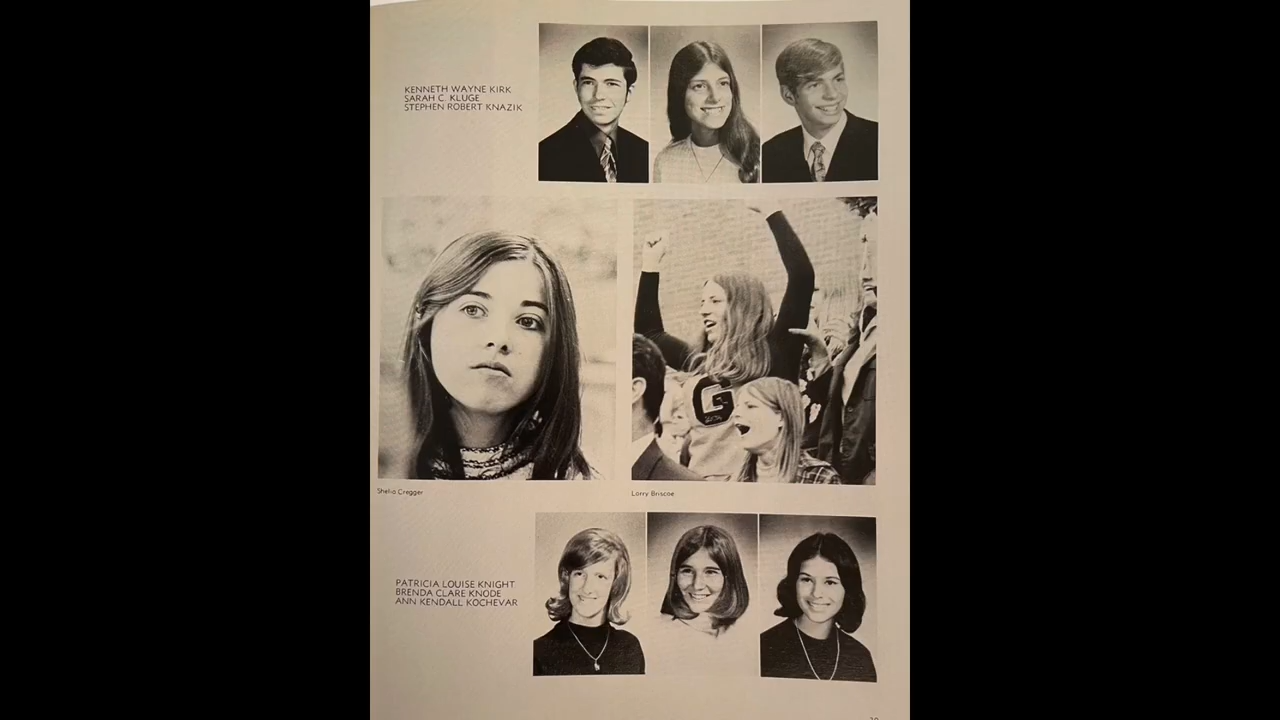 KENNETH WAYNE KIRK
SARAH C. KLUGE
STEPHEN ROBERT KNAZIK
G
Shelia Cregger
Lorry Briscoe
PATRICIA LOUISE KNIGHT
BRENDA CLARE KNODE
ANN KENDALL KOCHEVAR